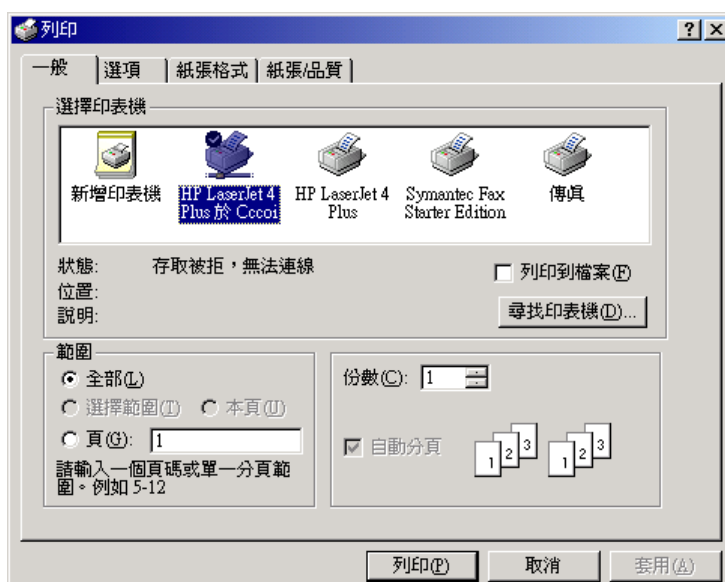 列印
一般 選項 紙張格式 紙張/品質
選擇印表機
新增印表機 HP LaserJet 4 Plus 於 Cccoi HP LaserJet 4 Plus Symantec Fax Starter Edition 傳真
狀態: 存取被拒，無法連線
列印到檔案(F)
位置:
說明:
尋找印表機(D)...
範圍
全部(L)
選擇範圍(T) 本頁(U)
頁(G): 1
請輸入一個頁碼或單一分頁範
圍。例如 5-12
份數(C): 1
自動分頁
1 2 3 1 2 3
列印(P) 取消 套用(A)